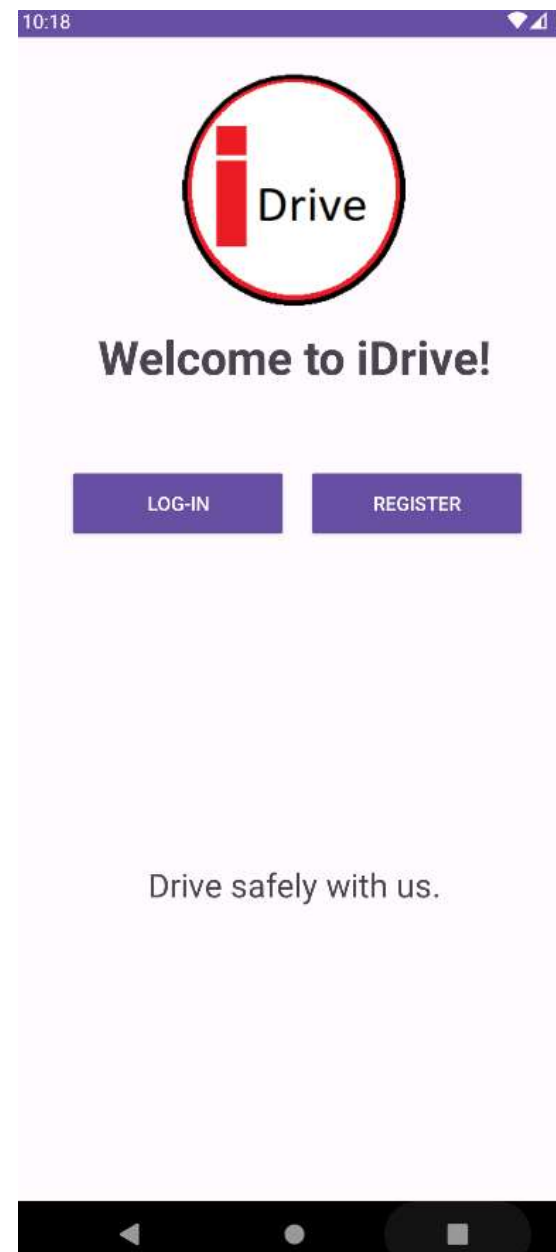 10:18
i Drive
Welcome to iDrive!
LOG-IN REGISTER
Drive safely with us.